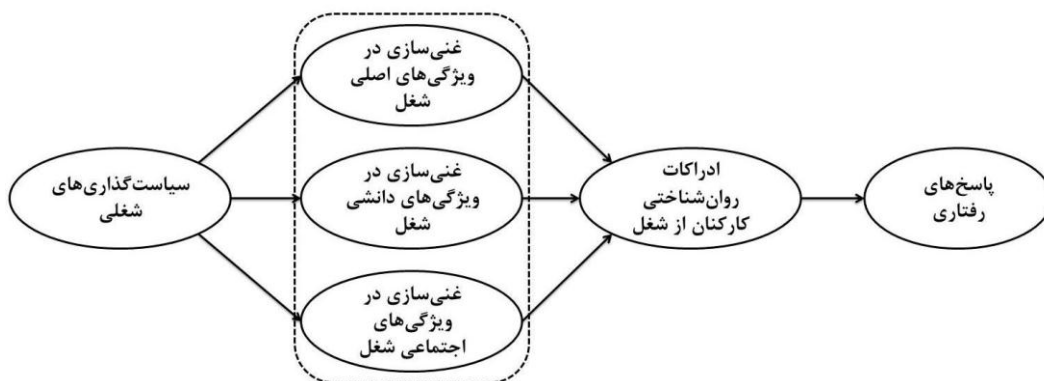 غنی‌سازی در
ویژگی‌های اصلی
شغل
سیاست‌گذاری‌های
شغلی
غنی‌سازی در
ویژگی‌های دانشی
شغل
ادراکات
روان‌شناختی
کارکنان از شغل
پاسخ‌های
رفتاری
غنی‌سازی در
ویژگی‌های
اجتماعی شغل